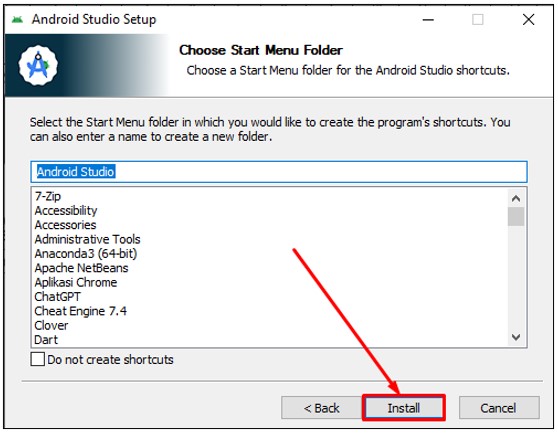 Android Studio Setup
Choose Start Menu Folder
Choose a Start Menu folder for the Android Studio shortcuts.
Select the Start Menu folder in which you would like to create the program's shortcuts. You
can also enter a name to create a new folder.
Android Studio
7-Zip
Accessibility
Accessories
Administrative Tools
Anaconda3 (64-bit)
Apache NetBeans
Aplikasi Chrome
ChatGPT
Cheat Engine 7.4
Clover
Dart
Do not create shortcuts
< Back
Install
Cancel